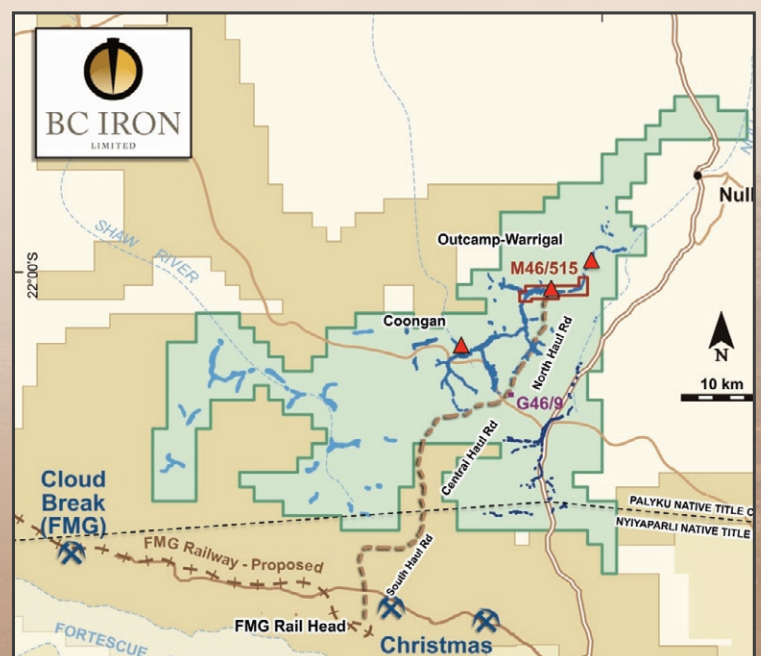 BC IRON
LIMITED
SHAW RIVER
22°00'S
Outcamp-Warrigal
M46/515
Null
Coongan
North Haul Rd
N
10 km
G46/9
Central Haul Rd
Cloud
Break
(FMG)
PALYKU NATIVE TITLE C
NYIYAPARLI NATIVE TITLE
FMG Railway - Proposed
South Haul Rd
FMG Rail Head
Christmas
FORTESCUE